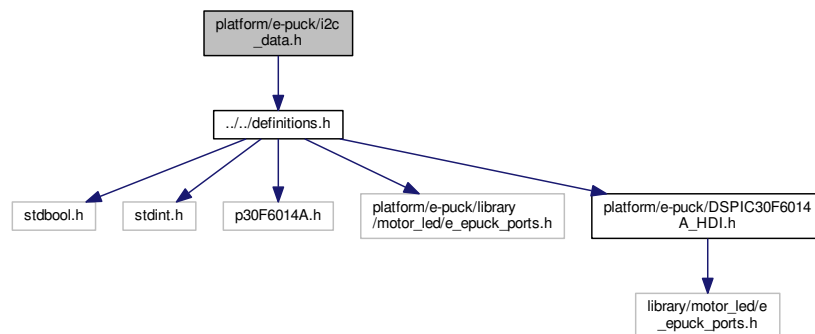 platform/e-puck/i2c
_data.h
../../definitions.h
stdbool.h
stdint.h
p30F6014A.h
platform/e-puck/library
/motor_led/e_epuck_ports.h
platform/e-puck/DSPIC30F6014
A_HDI.h
library/motor_led/e
_epuck_ports.h